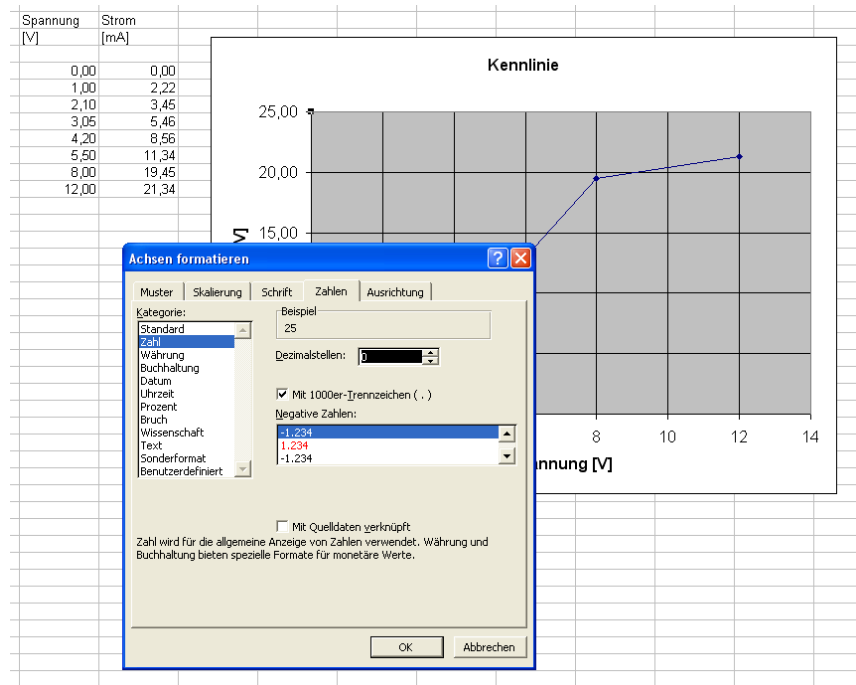 Spannung Strom
[V] [mA]
0,00 0,00
1,00 2,22
2,10 3,45
3,05 5,46
4,20 8,56
5,50 11,34
8,00 19,45
12,00 21,34
Kennlinie
25,00
20,00
15,00
V]
8 10 12 14
annung [V]
Achsen formatieren
Muster Skalierung Schrift Zahlen Ausrichtung
Kategorie:
Standard
Zahl
Währung
Buchhaltung
Datum
Uhrzeit
Prozent
Bruch
Wissenschaft
Text
Sonderformat
Benutzerdefiniert
Beispiel
25
Dezimalstellen: 0
Mit 1000er-Trennzeichen ( . )
Negative Zahlen:
-1.234
1.234
-1.234
Mit Quelldaten verknüpft
Zahl wird für die allgemeine Anzeige von Zahlen verwendet. Währung und
Buchhaltung bieten spezielle Formate für monetäre Werte.
OK Abbrechen